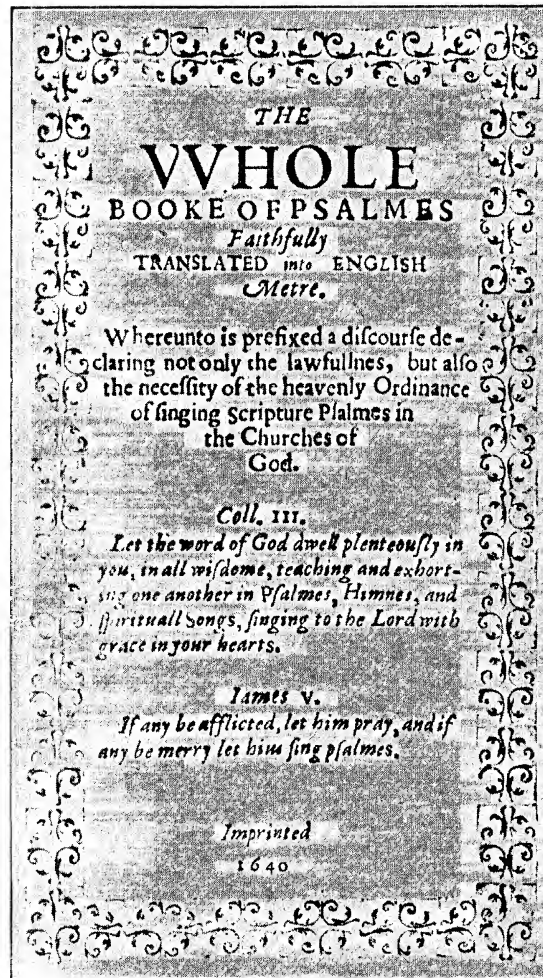 THE
VVHOLE
BOOKE OF PSALMES
Faithfully
TRANSLATED into ENGLISH
Metre.
Whereunto is prefixed a diſcourſe de-
claring not only the lawfullnes, but alſo
the neceſſity of the heavenly Ordinance
of ſinging Scripture Pſalmes in
the Churches of
God.
Coll. III.
Let the word of God dwell plenteouſly in
you, in all wiſdome, teaching and exhort-
ing one another in Pſalmes, Himnes, and
ſpirituall Songs, ſinging to the Lord with
grace in your hearts.
Iames V.
If any be afflicted, let him pray, and if
any be merry let him ſing pſalmes.
Imprinted
1640